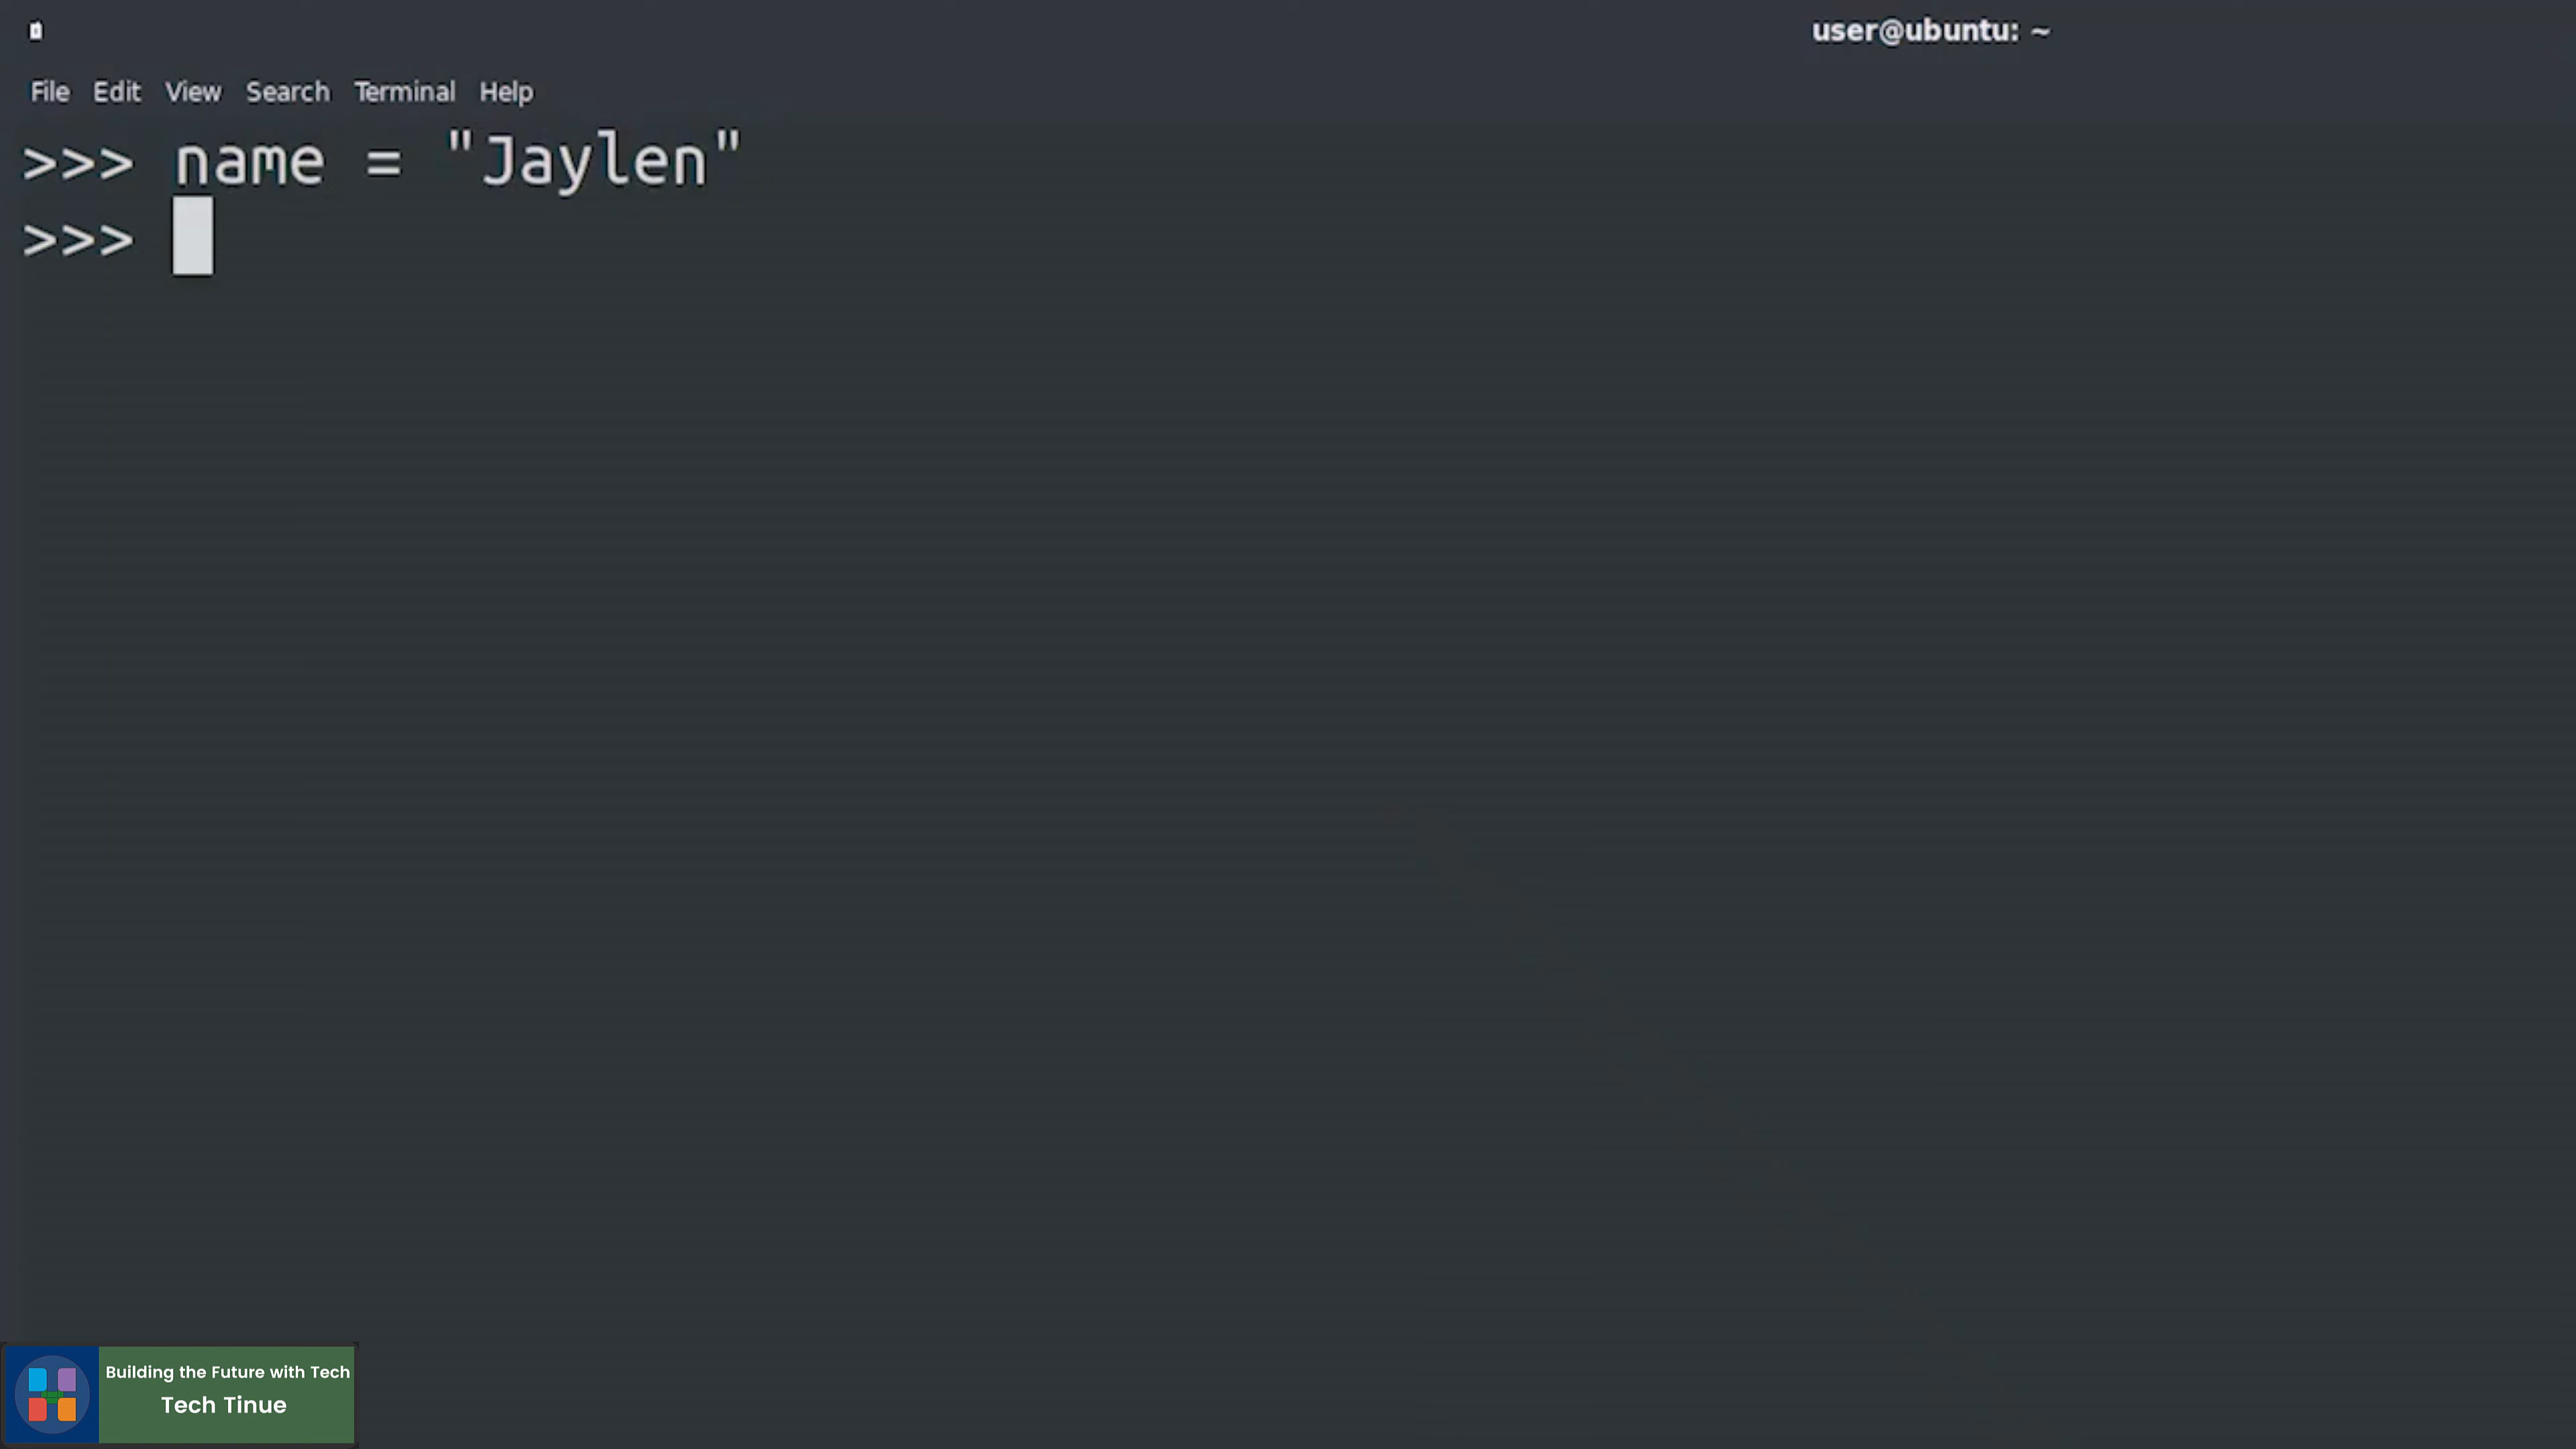 user@ubuntu: ~
File Edit View Search Terminal Help
>>> name = "Jaylen"
>>>
Building the Future with Tech
Tech Tinue